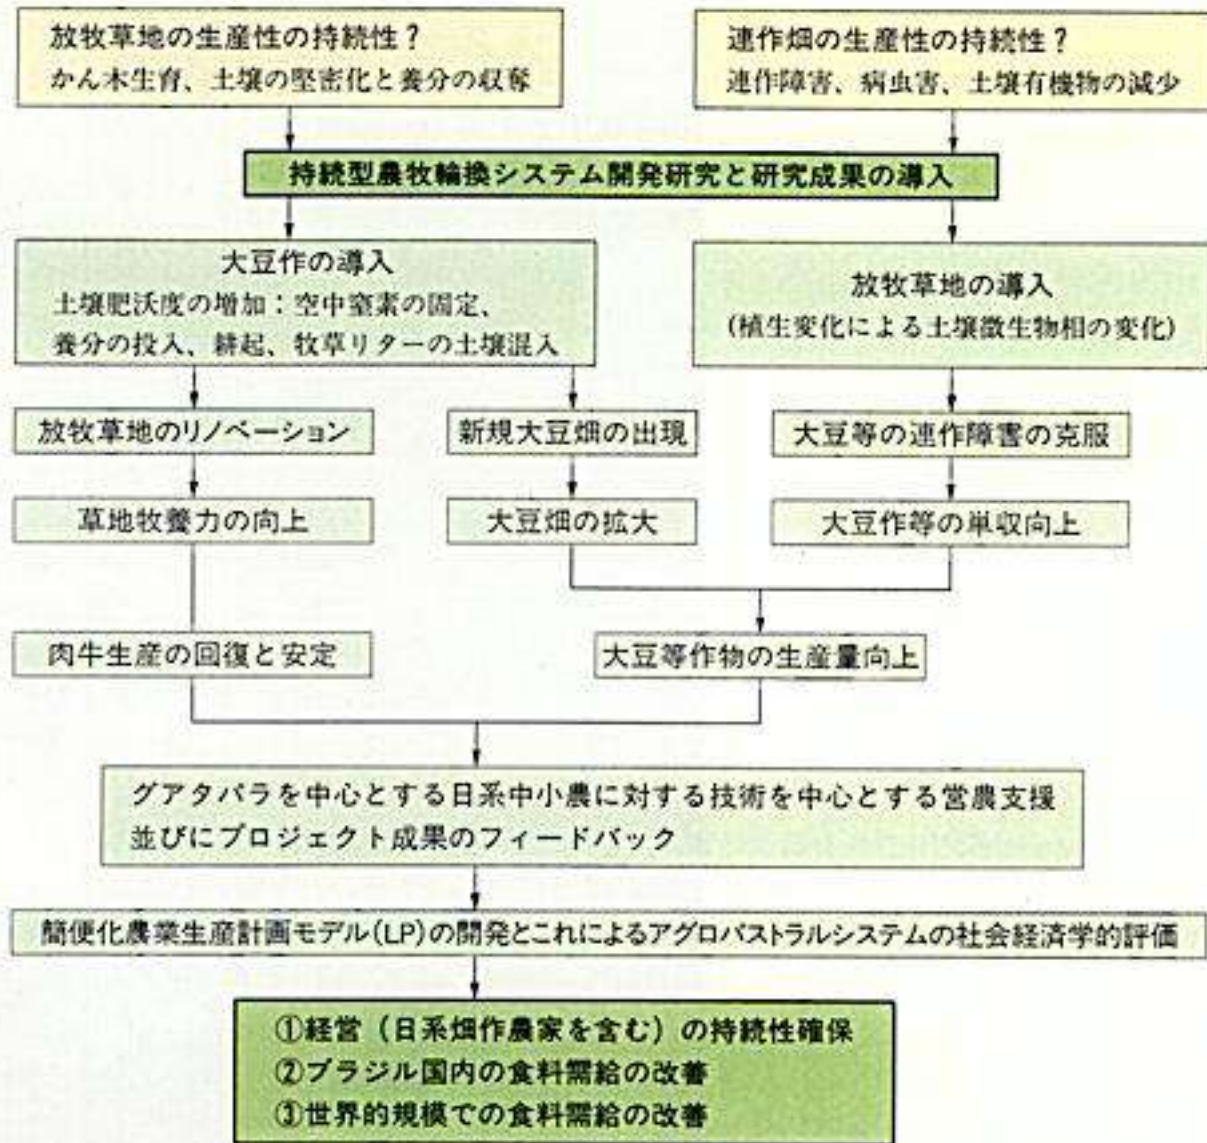 放牧草地の生産性の持続性？
かん木生育、土壌の堅密化と養分の収奪
連作畑の生産性の持続性？
連作障害、病虫害、土壌有機物の減少
持続型農牧輪換システム開発研究と研究成果の導入
大豆作の導入
土壌肥沃度の増加：空中窒素の固定、
養分の投入、耕起、牧草リターの土壌混入
放牧草地の導入
(植生変化による土壌微生物相の変化)
放牧草地のリノベーション
新規大豆畑の出現
大豆等の連作障害の克服
草地牧養力の向上
大豆畑の拡大
大豆作等の単収向上
肉牛生産の回復と安定
大豆等作物の生産量向上
グアタパラを中心とする日系中小農に対する技術を中心とする営農支援
並びにプロジェクト成果のフィードバック
簡便化農業生産計画モデル(LP)の開発とこれによるアグロパストラルシステムの社会経済学的評価
①経営（日系畑作農家を含む）の持続性確保
②ブラジル国内の食料需給の改善
③世界的規模での食料需給の改善